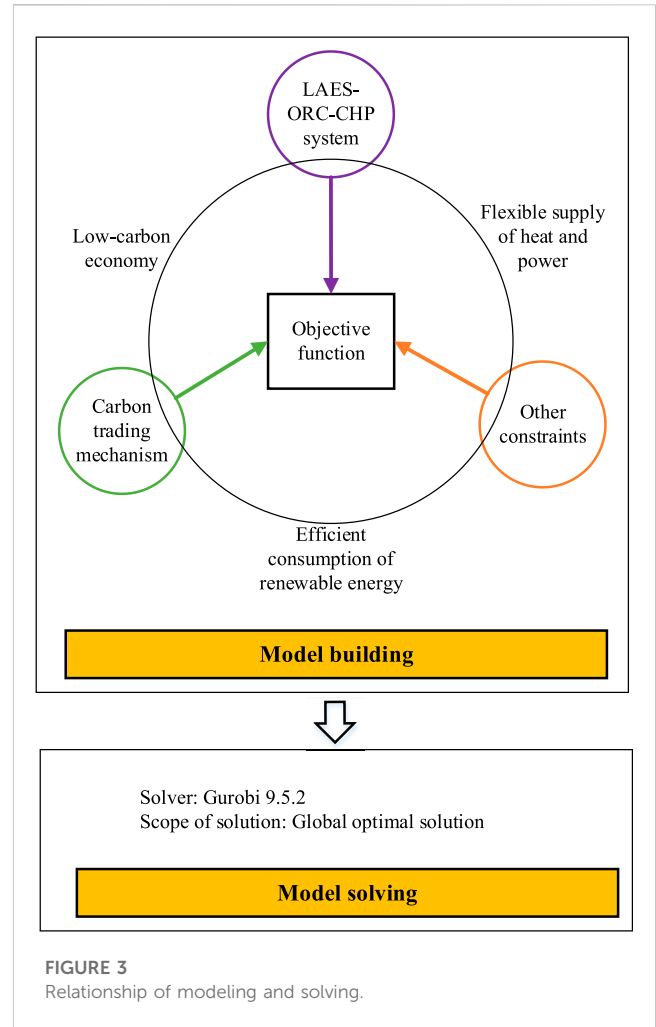 LAES-
ORC-CHP
system
Low-carbon
economy
Flexible supply
of heat and
power
Objective
function
Carbon
trading
mechanism
Other
constraints
Efficient
consumption of
renewable energy
Model building
Solver: Gurobi 9.5.2
Scope of solution: Global optimal solution
Model solving
FIGURE 3
Relationship of modeling and solving.